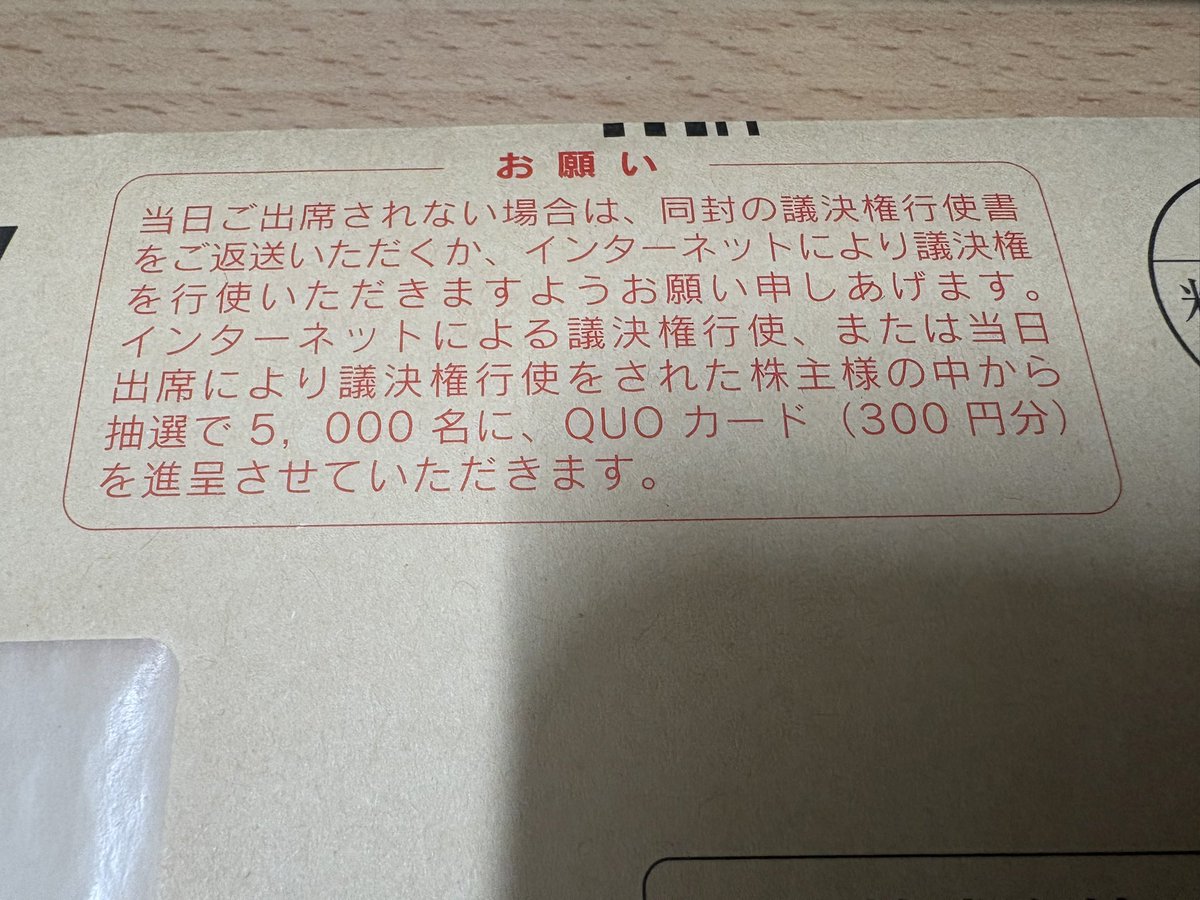 お願い
当日ご出席されない場合は、同封の議決権行使書
をご返送いただくか、インターネットにより議決権
を行使いただきますようお願い申しあげます。
インターネットによる議決権行使、または当日
出席により議決権行使をされた株主様の中から
抽選で5，000名に、QUOカード（300円分）
を進呈させていただきます。